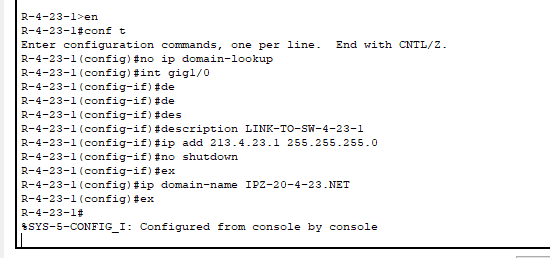 R-4-23-1>en
R-4-23-1#conf t
Enter configuration commands, one per line.  End with CNTL/Z.
R-4-23-1(config)#no ip domain-lookup
R-4-23-1(config)#int gig1/0
R-4-23-1(config-if)#de
R-4-23-1(config-if)#de
R-4-23-1(config-if)#des
R-4-23-1(config-if)#description LINK-TO-SW-4-23-1
R-4-23-1(config-if)#ip add 213.4.23.1 255.255.255.0
R-4-23-1(config-if)#no shutdown
R-4-23-1(config-if)#ex
R-4-23-1(config)#ip domain-name IPZ-20-4-23.NET
R-4-23-1(config)#ex
R-4-23-1#
%SYS-5-CONFIG_I: Configured from console by console